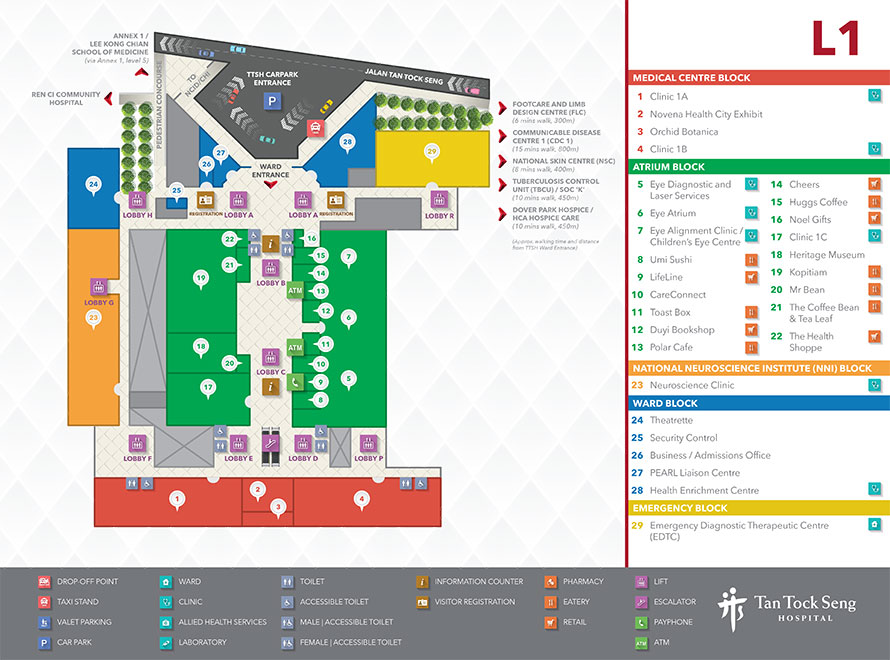 ANNEX 1 /
LEE KONG CHIAN
SCHOOL OF MEDICINE
(via Annex 1, level 5)
REN CI COMMUNITY
HOSPITAL
PEDESTRIAN CONCOURSE
TO
NCID/CHI
TTSH CARPARK
ENTRANCE
P
JALAN TAN TOCK SENG
WARD
ENTRANCE
FOOTCARE AND LIMB
DESIGN CENTRE (FLC)
(6 mins walk, 300m)
COMMUNICABLE DISEASE
CENTRE 1 (CDC 1)
(15 mins walk, 800m)
NATIONAL SKIN CENTRE (NSC)
(6 mins walk, 400m)
TUBERCULOSIS CONTROL
UNIT (TBCU) / SOC 'K'
(10 mins walk, 450m)
DOVER PARK HOSPICE /
HCA HOSPICE CARE
(10 mins walk, 450m)
(Approx. walking time and distance
from TTSH Ward Entrance)
27
28
29
26
24
25
LOBBY H
REGISTRATION
LOBBY A
LOBBY A
REGISTRATION
LOBBY R
22
16
21
LOBBY B
15
7
19
14
ATM
13
LOBBY G
23
12
6
18
ATM
11
20
LOBBY C
10
17
9
5
8
LOBBY F
LOBBY E
LOBBY D
LOBBY P
1
2
3
4
L1
MEDICAL CENTRE BLOCK
1 Clinic 1A
2 Novena Health City Exhibit
3 Orchid Botanica
4 Clinic 1B
ATRIUM BLOCK
5 Eye Diagnostic and
Laser Services
6 Eye Atrium
7 Eye Alignment Clinic /
Children's Eye Centre
8 Umi Sushi
9 LifeLine
10 CareConnect
11 Toast Box
12 Duyi Bookshop
13 Polar Cafe
14 Cheers
15 Huggs Coffee
16 Noel Gifts
17 Clinic 1C
18 Heritage Museum
19 Kopitiam
20 Mr Bean
21 The Coffee Bean
& Tea Leaf
22 The Health
Shoppe
NATIONAL NEUROSCIENCE INSTITUTE (NNI) BLOCK
23 Neuroscience Clinic
WARD BLOCK
24 Theatrette
25 Security Control
26 Business / Admissions Office
27 PEARL Liaison Centre
28 Health Enrichment Centre
EMERGENCY BLOCK
29 Emergency Diagnostic Therapeutic Centre
(EDTC)
DROP OFF POINT
TAXI STAND
VALET PARKING
P CAR PARK
WARD
CLINIC
ALLIED HEALTH SERVICES
LABORATORY
TOILET
ACCESSIBLE TOILET
MALE | ACCESSIBLE TOILET
FEMALE | ACCESSIBLE TOILET
INFORMATION COUNTER
VISITOR REGISTRATION
PHARMACY
EATERY
RETAIL
LIFT
ESCALATOR
PAYPHONE
ATM ATM
Tan Tock Seng
HOSPITAL